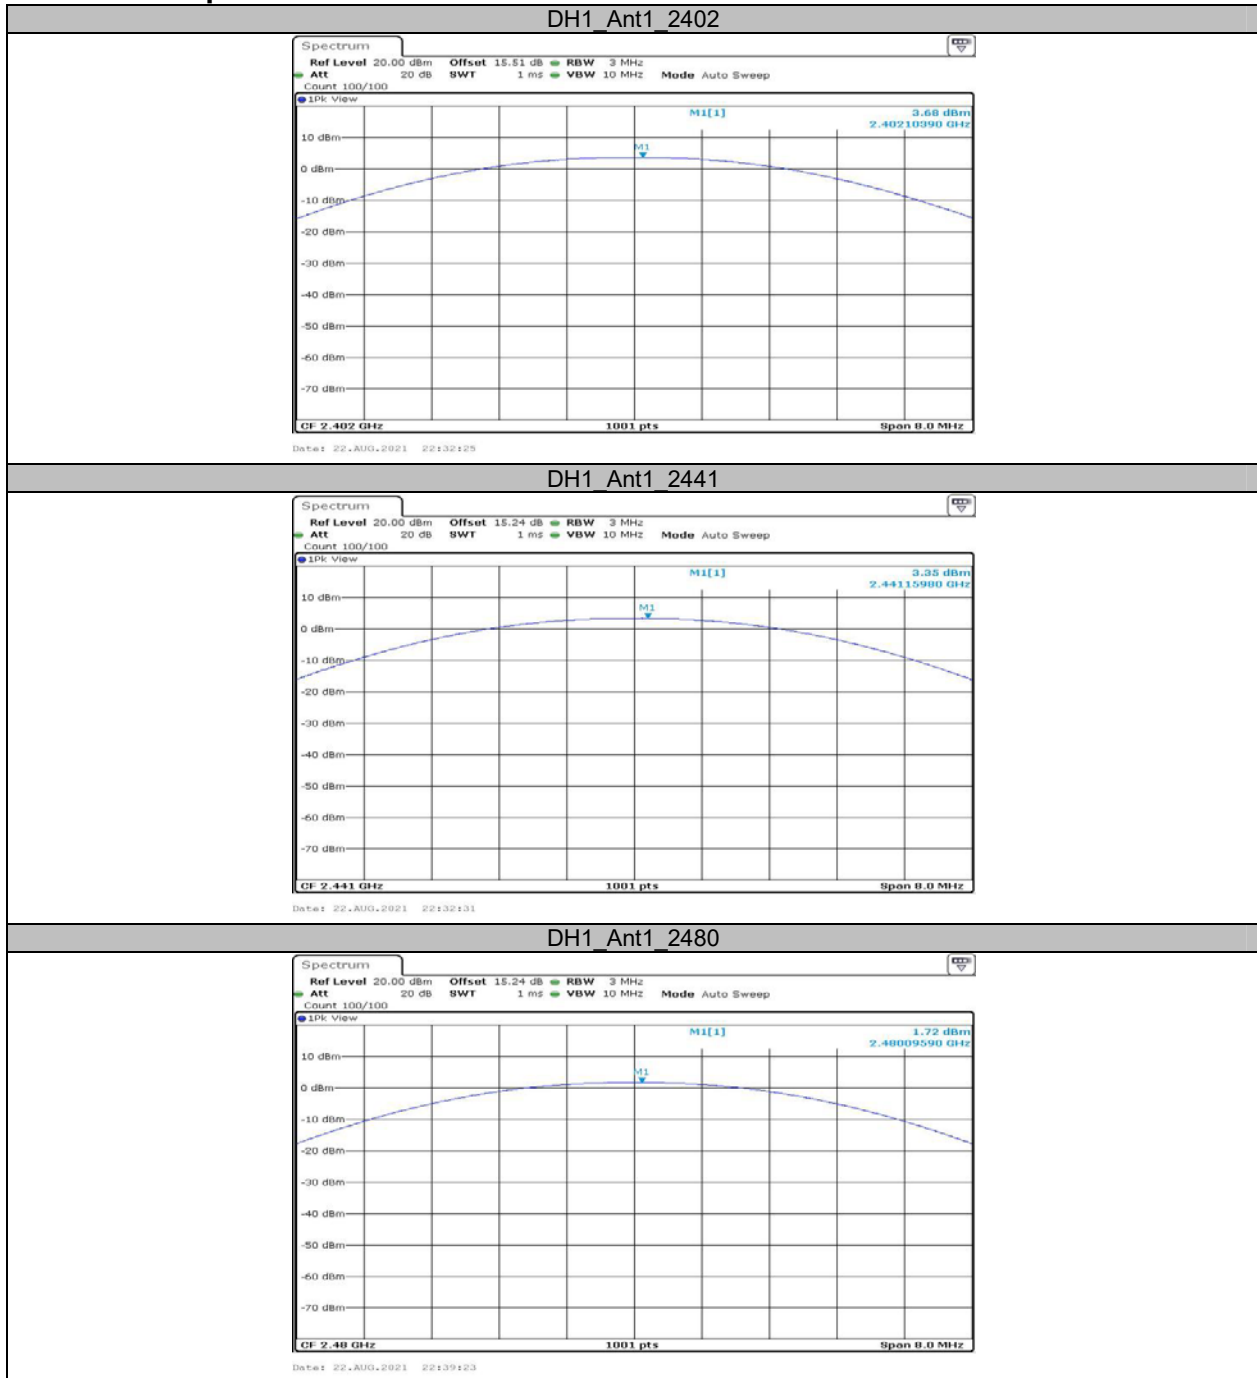 DH1_Ant1_2402
Spectrum
Ref Level 20.00 dBm Offset 15.51 dB RBW 3 MHz
Att 20 dB SWT 1 ms VBW 10 MHz Mode Auto Sweep
Count 100/100
1Pk View
M1[1] 3.68 dBm
2.40210390 GHz
M1
10 dBm
0 dBm
-10 dBm
-20 dBm
-30 dBm
-40 dBm
-50 dBm
-60 dBm
-70 dBm
CF 2.402 GHz 1001 pts Span 8.0 MHz
Date: 22.AUG.2021 22:32:25
DH1_Ant1_2441
Spectrum
Ref Level 20.00 dBm Offset 15.24 dB RBW 3 MHz
Att 20 dB SWT 1 ms VBW 10 MHz Mode Auto Sweep
Count 100/100
1Pk View
M1[1] 3.35 dBm
2.44115980 GHz
10 dBm
M1
0 dBm
-10 dBm
-20 dBm
-30 dBm
-40 dBm
-50 dBm
-60 dBm
-70 dBm
CF 2.441 GHz 1001 pts Span 8.0 MHz
Date: 22.AUG.2021 22:32:31
DH1_Ant1_2480
Spectrum
Ref Level 20.00 dBm Offset 15.24 dB RBW 3 MHz
Att 20 dB SWT 1 ms VBW 10 MHz Mode Auto Sweep
Count 100/100
1Pk View
M1[1] 1.72 dBm
2.48009590 GHz
10 dBm
M1
0 dBm
-10 dBm
-20 dBm
-30 dBm
-40 dBm
-50 dBm
-60 dBm
-70 dBm
CF 2.48 GHz 1001 pts Span 8.0 MHz
Date: 22.AUG.2021 22:39:23